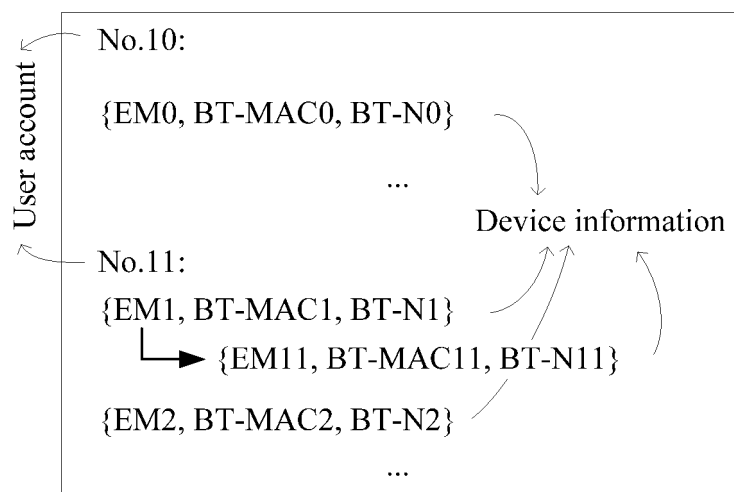 User account
No.10:
{EM0, BT-MAC0, BT-N0}
...
Device information
No.11:
{EM1, BT-MAC1, BT-N1}
{EM11, BT-MAC11, BT-N11}
{EM2, BT-MAC2, BT-N2}
...